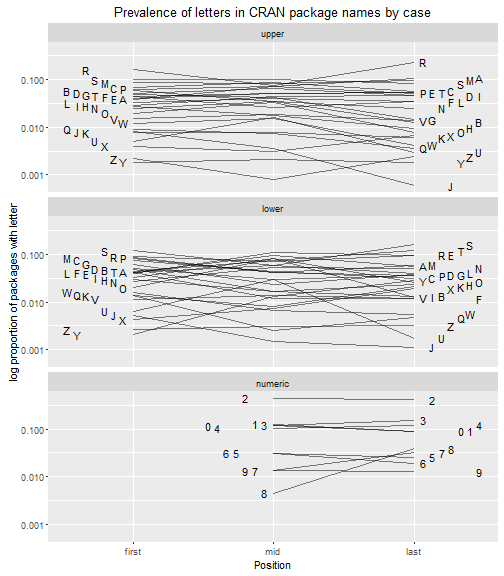 Prevalence of letters in CRAN package names by case
upper
R
R
S M C P
S M A
B D G T F E A
P E T C F L D I
L I H N O V W
N
V G
B
Q J K U X
Q W K X O H
Z Y
Y Z U
J
lower
M C G S R P
R E T S
L F E D B T A
A M
I H N O
Y C P D G L N
W Q K V
V I B X K H O F
U J X
Q W
Z Y
Z
U
J
numeric
2
2
0 4 1 3
3
4
0 1
6 5
6 5 7 8
9 7
9
8
0.100
0.010
0.001
0.100
0.010
0.001
0.100
0.010
0.001
log proportion of packages with letter
first
mid
last
Position